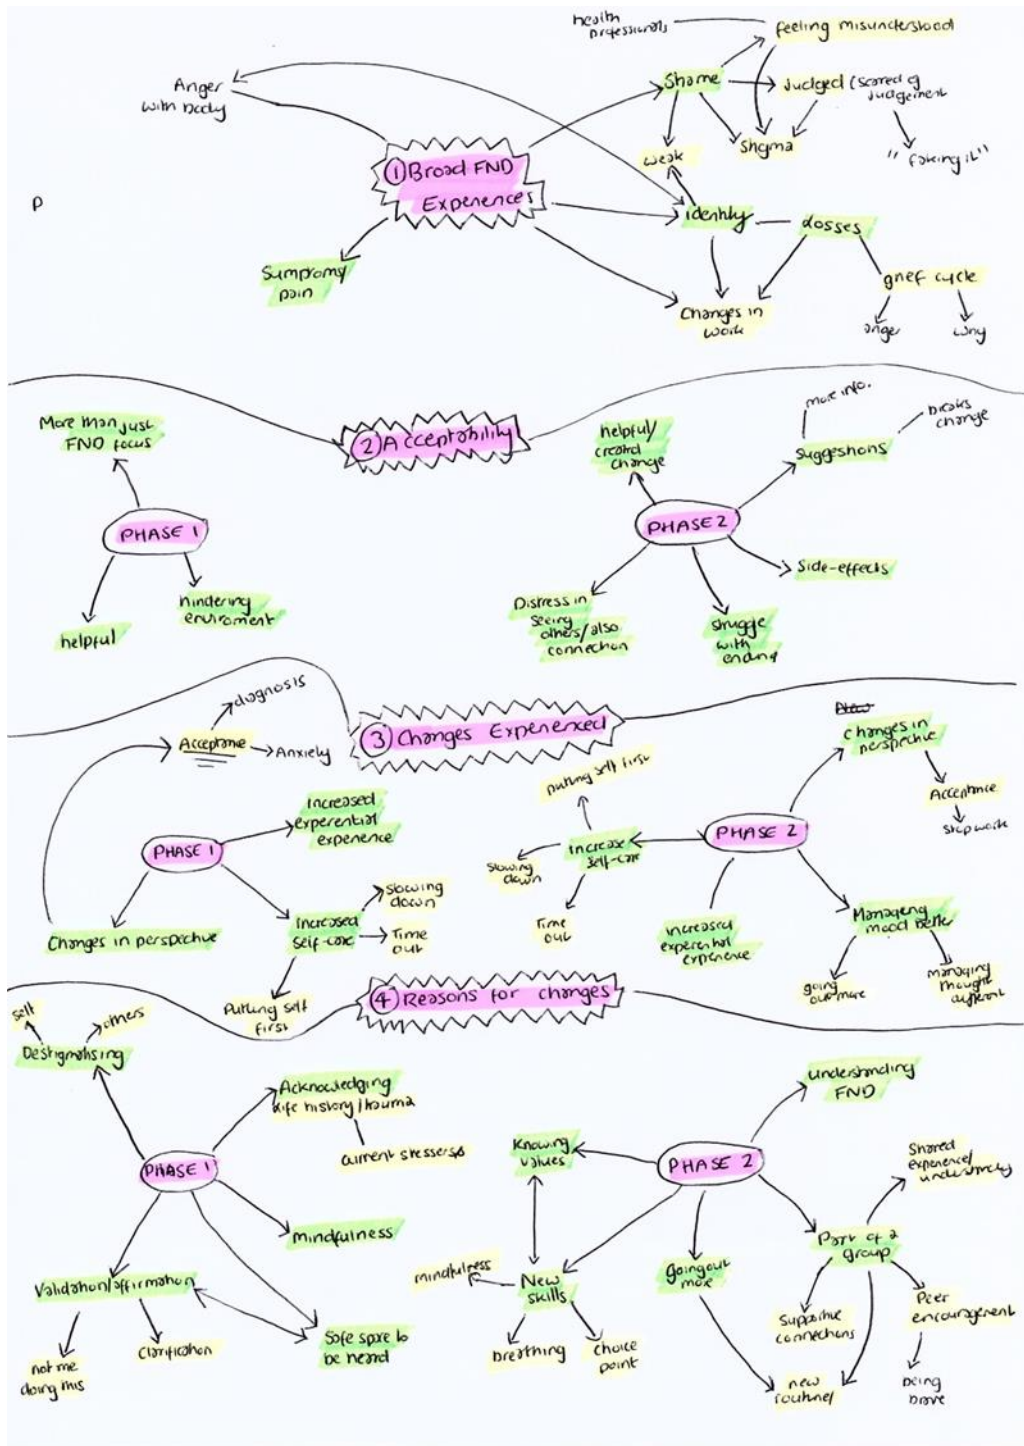 health
professionals
feeling misunderstood
Anger
with body
Shame
Judged (scared of
Judgement
"faking it"
weak
Stigma
① Broad FND
Experiences
P
identity
losses
Symptoms/
pain
grief cycle
Changes in
work
anger
why
More than just
FND focus
② Acceptability
helpful/
created
change
more info.
breaks
change
suggestions
PHASE 1
PHASE 2
side-effects
hindering
enviroment
helpful
Distress in
seeing
others/also
connection
struggle
with
ending
diagnosis
Acceptance
Anxiety
③ Changes Experienced
New
changes in
perspective
putting self first
Acceptance
stop work
Increased
experential
experience
PHASE 1
PHASE 2
increase
self-care
slowing
down
Time
out
slowing
down
Changes in perspective
Increased
self-care
Time
out
increased
experential
experience
Managing
mood better
Putting self
first
going
out more
managing
thought
different
④ Reasons for changes
self
others
Destigmatising
understanding
FND
Acknowledging
life history/trauma
current stressers
Knowing
values
PHASE 1
PHASE 2
Shared
experience/
understanding
mindfulness
Part of a
group
Validation/affirmation
mindfulness
New
skills
going out
more
Supportive
connections
Peer
encouragement
Safe space to
be heard
not me
doing this
Clarification
breathing
choice
point
new
routine/
being
brave